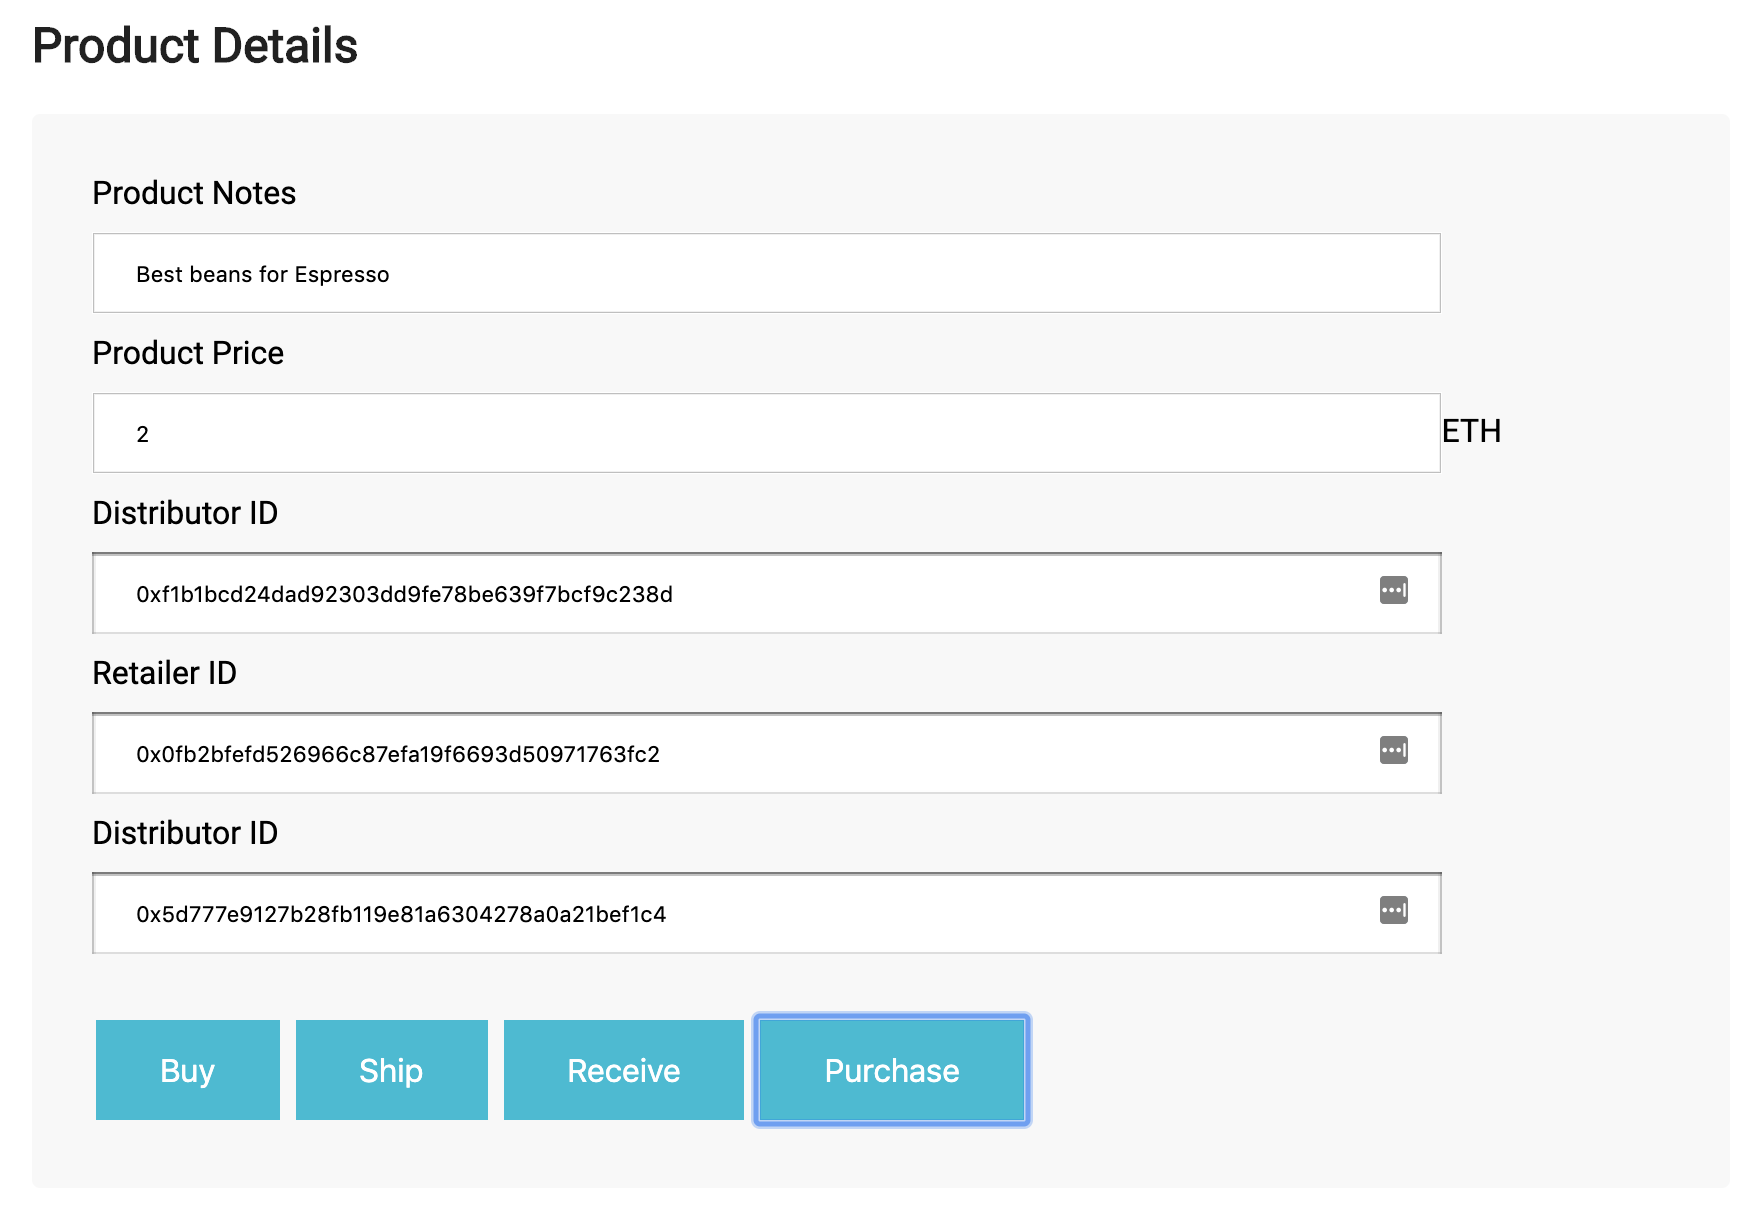 Product Details
Product Notes
Best beans for Espresso
Product Price
2
ETH
Distributor ID
0xf1b1bcd24dad92303dd9fe78be639f7bcf9c238d
Retailer ID
0x0fb2bfefd526966c87efa19f6693d50971763fc2
Distributor ID
0x5d777e9127b28fb119e81a6304278a0a21bef1c4
Buy Ship Receive Purchase